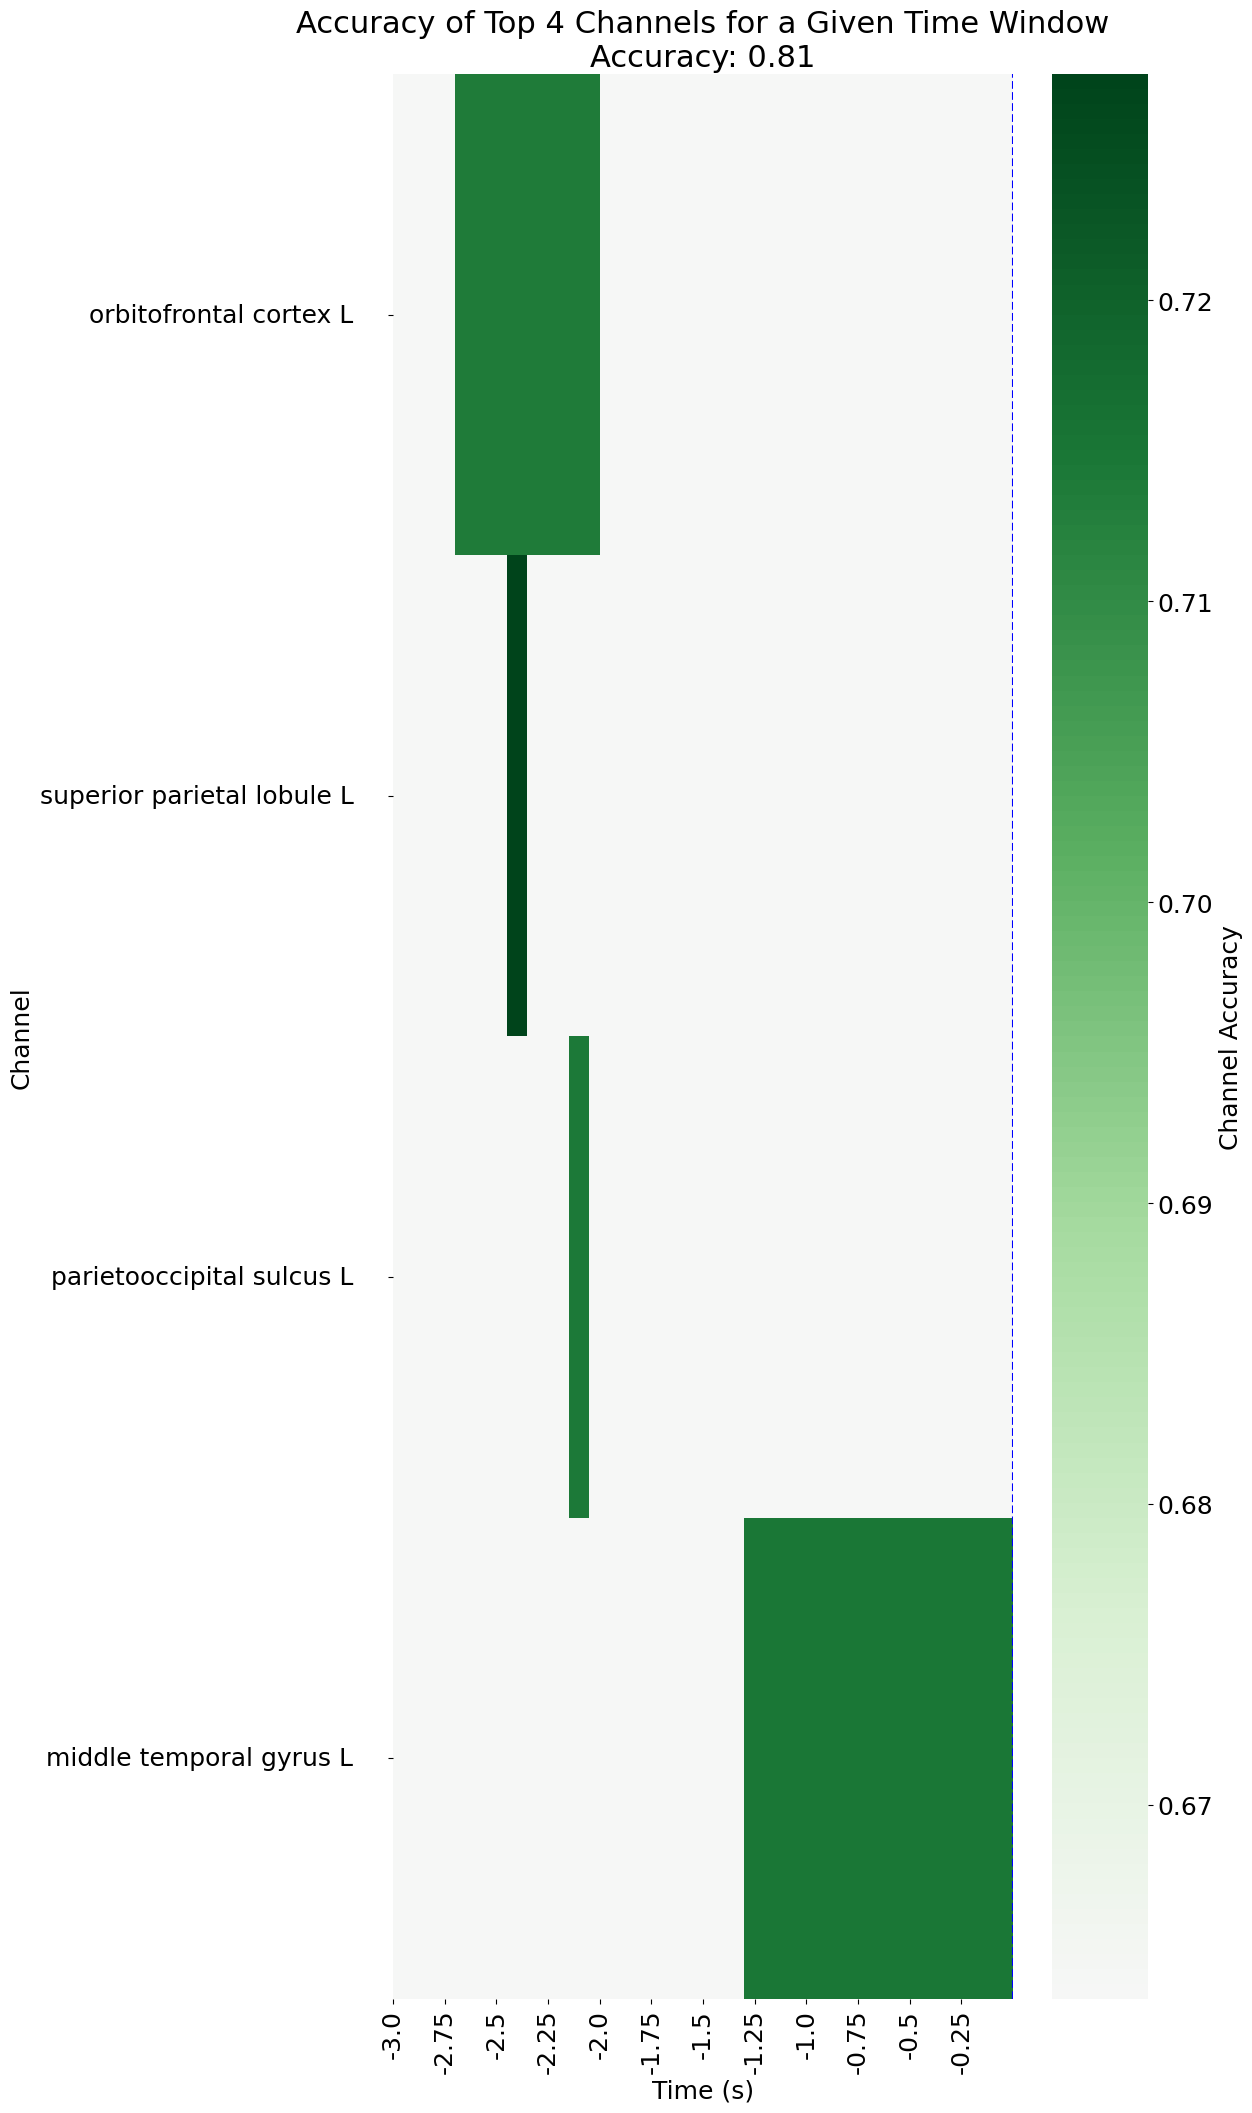 Accuracy of Top 4 Channels for a Given Time Window
Accuracy: 0.81
Channel
orbitofrontal cortex L
superior parietal lobule L
parietooccipital sulcus L
middle temporal gyrus L
-3.0
-2.75
-2.5
-2.25
-2.0
-1.75
-1.5
-1.25
-1.0
-0.75
-0.5
-0.25
Time (s)
0.72
0.71
0.70
0.69
0.68
0.67
Channel Accuracy